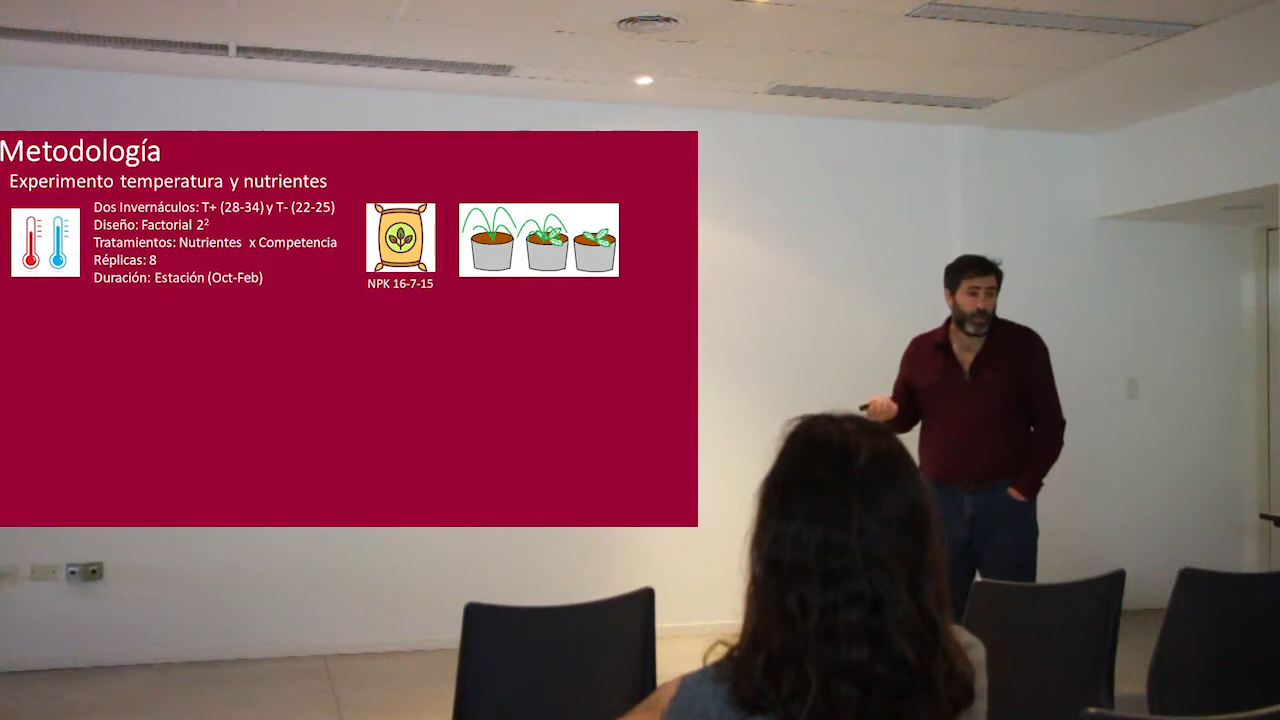 Metodología
Experimento temperatura y nutrientes
Dos Invernáculos: T+ (28-34) y T- (22-25)
Diseño: Factorial 2²
Tratamientos: Nutrientes x Competencia
Réplicas: 8
Duración: Estación (Oct-Feb)
NPK 16-7-15